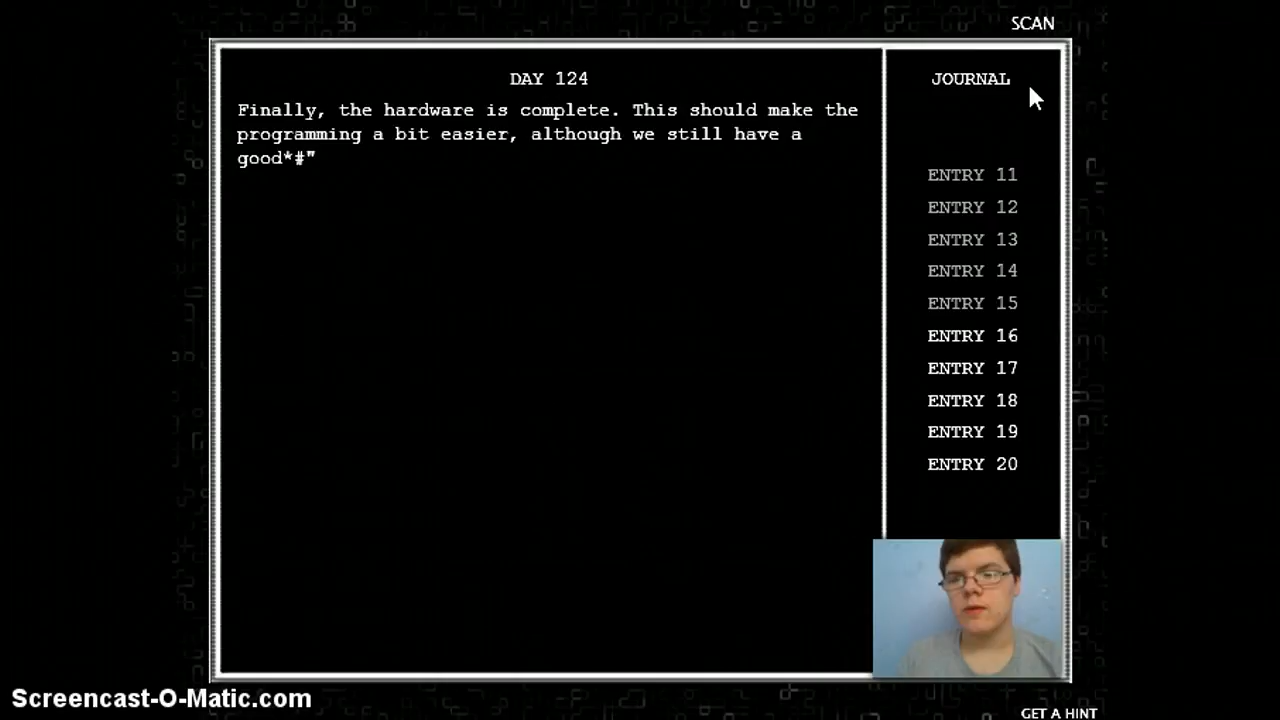 SCAN
DAY 124
Finally, the hardware is complete. This should make the
programming a bit easier, although we still have a
good*#"
JOURNAL
ENTRY 11
ENTRY 12
ENTRY 13
ENTRY 14
ENTRY 15
ENTRY 16
ENTRY 17
ENTRY 18
ENTRY 19
ENTRY 20
Screencast-O-Matic.com
GET A HINT